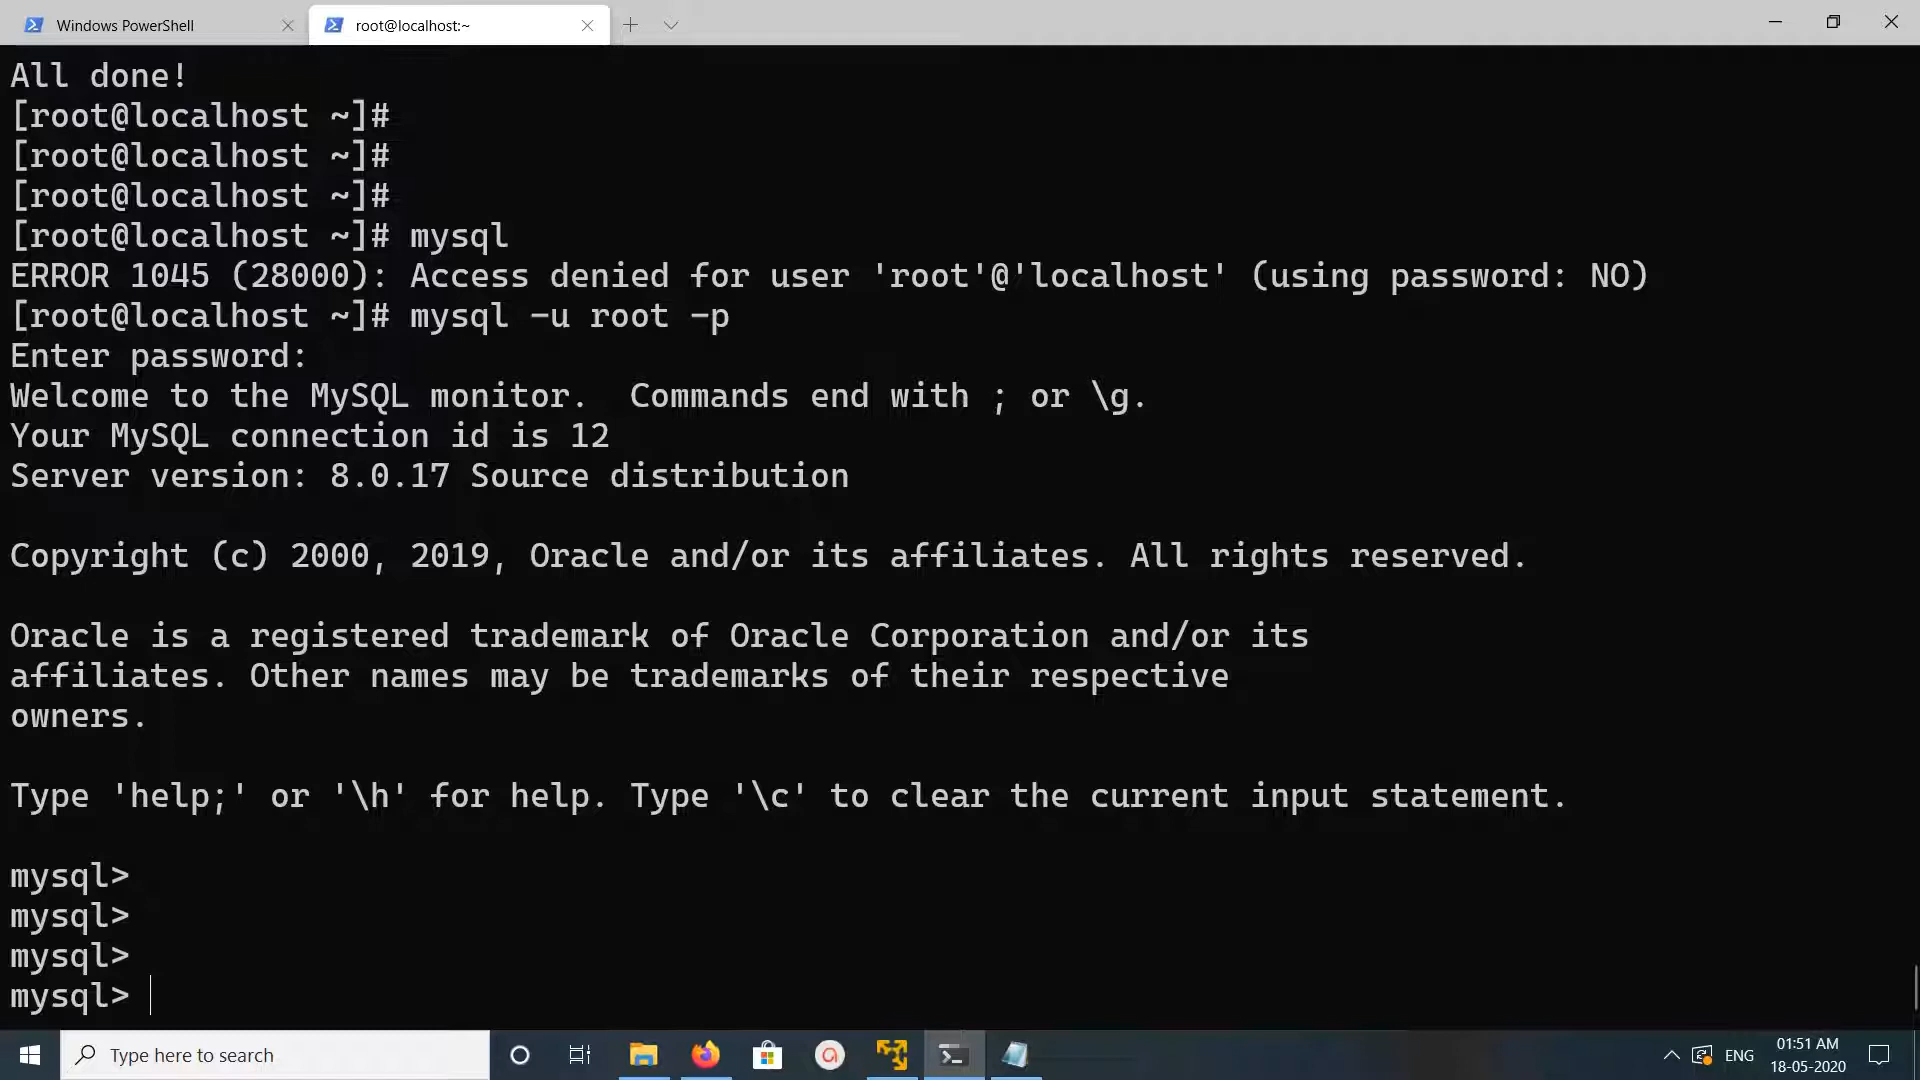 Windows PowerShell
root@localhost:~
All done!
[root@localhost ~]#
[root@localhost ~]#
[root@localhost ~]#
[root@localhost ~]# mysql
ERROR 1045 (28000): Access denied for user 'root'@'localhost' (using password: NO)
[root@localhost ~]# mysql -u root -p
Enter password:
Welcome to the MySQL monitor.  Commands end with ; or \g.
Your MySQL connection id is 12
Server version: 8.0.17 Source distribution
Copyright (c) 2000, 2019, Oracle and/or its affiliates. All rights reserved.
Oracle is a registered trademark of Oracle Corporation and/or its
affiliates. Other names may be trademarks of their respective
owners.
Type 'help;' or '\h' for help. Type '\c' to clear the current input statement.
mysql>
mysql>
mysql>
mysql>
Type here to search
ENG
01:51 AM
18-05-2020